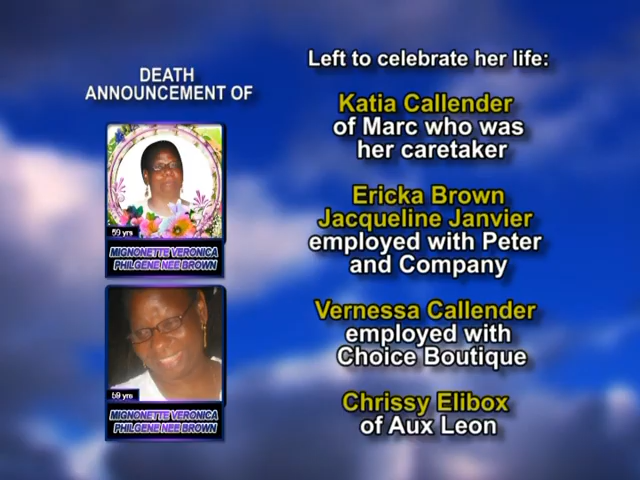 DEATH
ANNOUNCEMENT OF
59 yrs
MIGNONETTE VERONICA
PHILGENE NEE BROWN
59 yrs
MIGNONETTE VERONICA
PHILGENE NEE BROWN
Left to celebrate her life:
Katia Callender
of Marc who was
her caretaker
Ericka Brown
Jacqueline Janvier
employed with Peter
and Company
Vernessa Callender
employed with
Choice Boutique
Chrissy Elibox
of Aux Leon